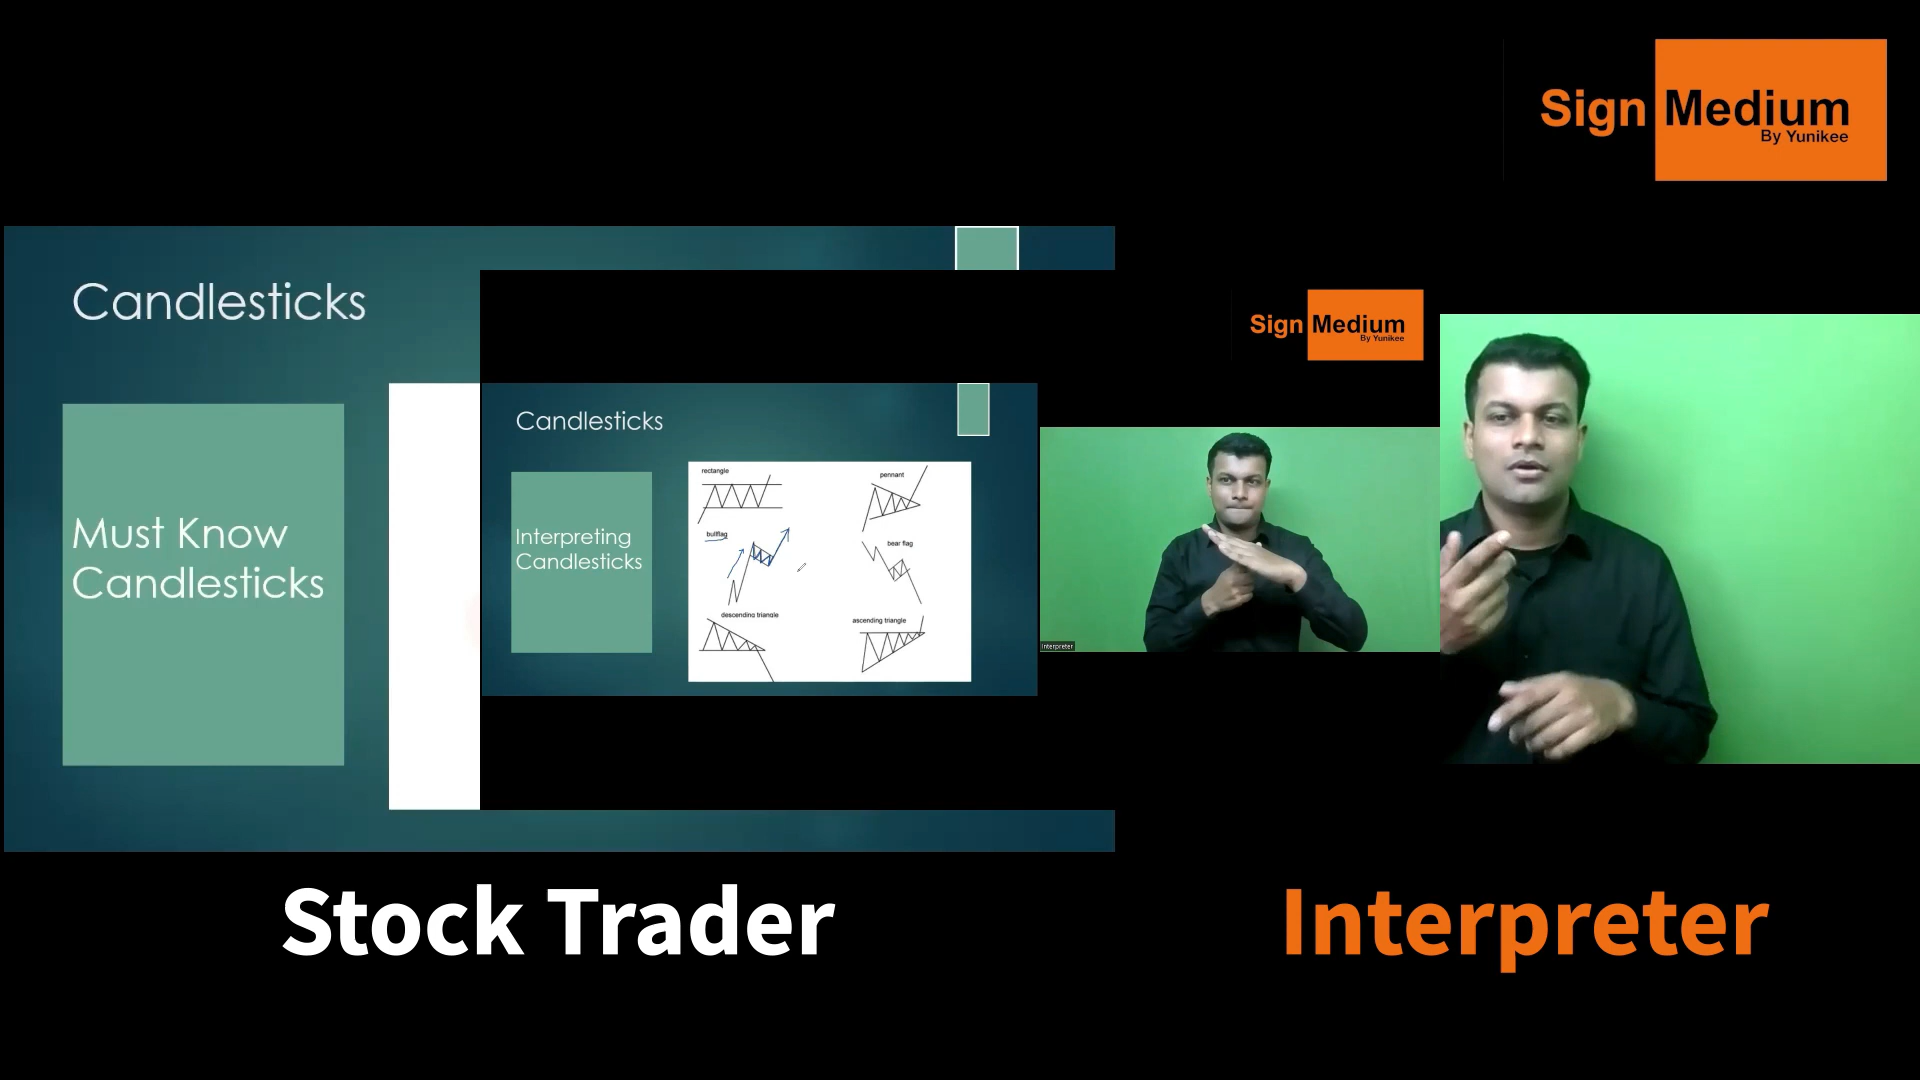 Sign Medium
By Yunikee
Candlesticks
Must Know
Candlesticks
Sign Medium
By Yunikee
Candlesticks
Interpreting
Candlesticks
rectangle
pennant
bullflag
bear flag
descending triangle
ascending triangle
Interpreter
Stock Trader
Interpreter